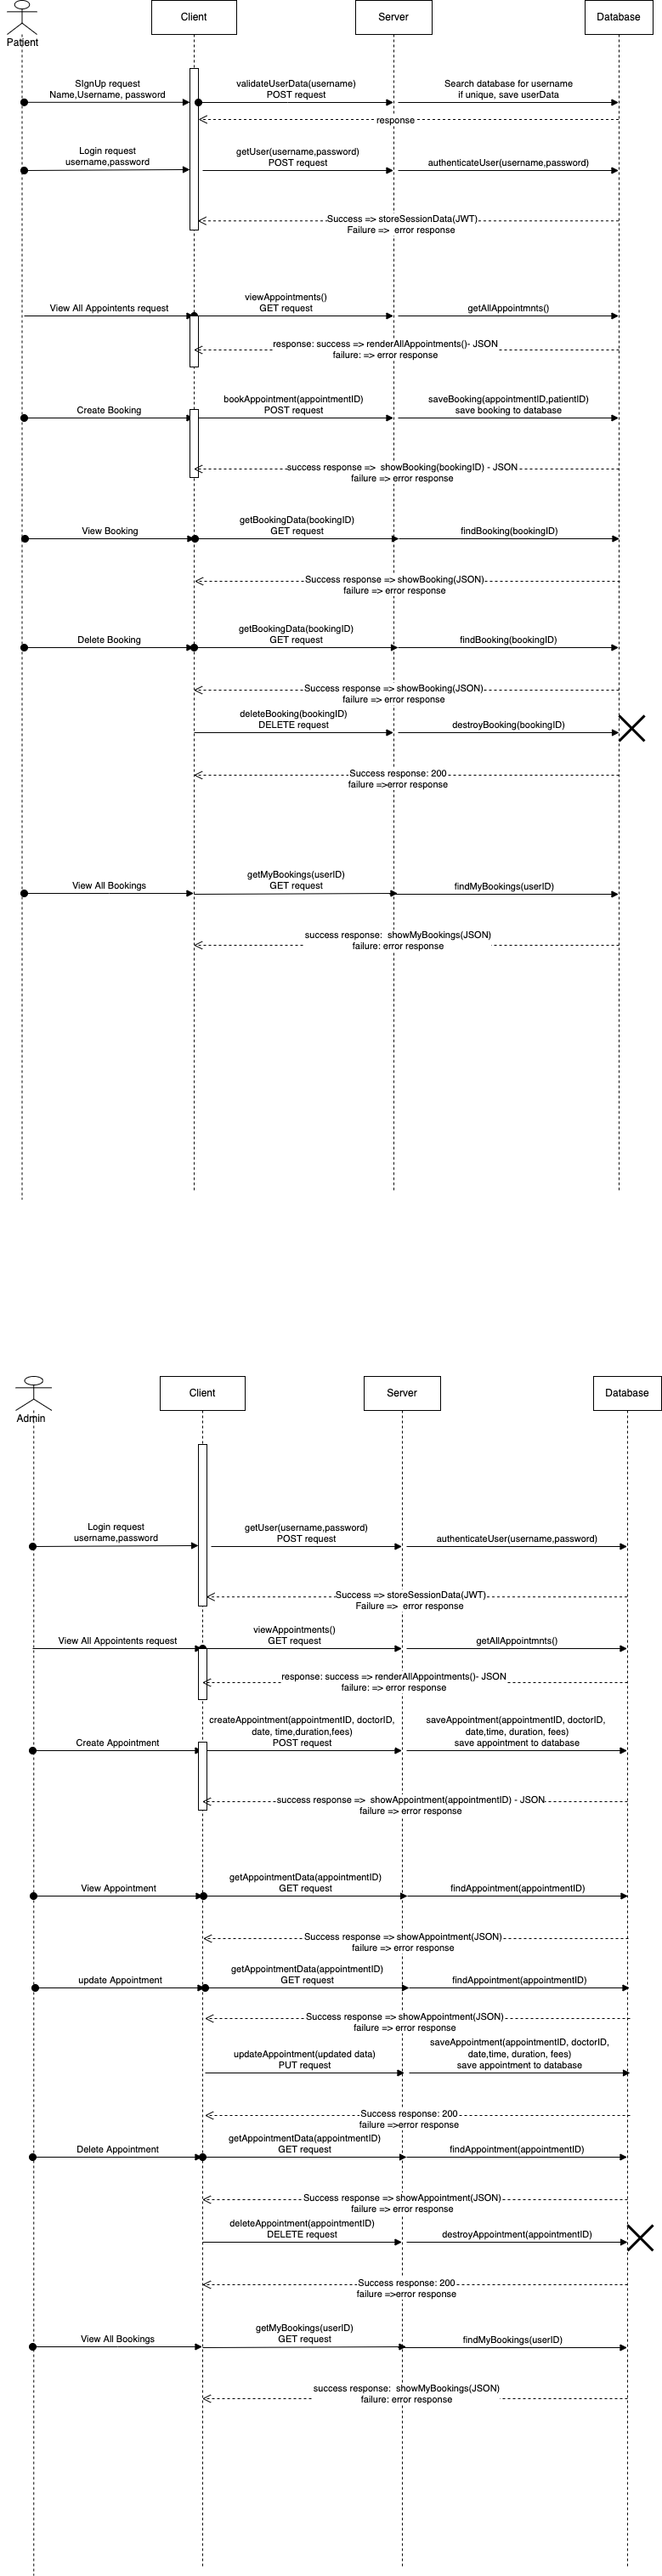 Client
Server
Database
Patient
SIgnUp request
Name,Username, password
validateUserData(username)
POST request
Search database for username
if unique, save userData
response
Login request
username,password
getUser(username,password)
POST request
authenticateUser(username,password)
Success => storeSessionData(JWT)
Failure => error response
View All Appointents request
viewAppointments()
GET request
getAllAppointmnts()
response: success => renderAllAppointments()- JSON
failure: => error response
Create Booking
bookAppointment(appointmentID)
POST request
saveBooking(appointmentID,patientID)
save booking to database
success response => showBooking(bookingID) - JSON
failure => error response
View Booking
getBookingData(bookingID)
GET request
findBooking(bookingID)
Success response => showBooking(JSON)
failure => error response
Delete Booking
getBookingData(bookingID)
GET request
findBooking(bookingID)
Success response => showBooking(JSON)
failure => error response
deleteBooking(bookingID)
DELETE request
destroyBooking(bookingID)
Success response: 200
failure =>error response
View All Bookings
getMyBookings(userID)
GET request
findMyBookings(userID)
success response: showMyBookings(JSON)
failure: error response
Client
Server
Database
Admin
Login request
username,password
getUser(username,password)
POST request
authenticateUser(username,password)
Success => storeSessionData(JWT)
Failure => error response
View All Appointents request
viewAppointments()
GET request
getAllAppointmnts()
response: success => renderAllAppointments()- JSON
failure: => error response
Create Appointment
createAppointment(appointmentID, doctorID,
date, time,duration,fees)
POST request
saveAppointment(appointmentID, doctorID,
date,time, duration, fees)
save appointment to database
success response => showAppointment(appointmentID) - JSON
failure => error response
View Appointment
getAppointmentData(appointmentID)
GET request
findAppointment(appointmentID)
Success response => showAppointment(JSON)
failure => error response
update Appointment
getAppointmentData(appointmentID)
GET request
findAppointment(appointmentID)
Success response => showAppointment(JSON)
failure => error response
updateAppointment(updated data)
PUT request
saveAppointment(appointmentID, doctorID,
date,time, duration, fees)
save appointment to database
Success response: 200
failure =>error response
Delete Appointment
getAppointmentData(appointmentID)
GET request
findAppointment(appointmentID)
Success response => showAppointment(JSON)
failure => error response
deleteAppointment(appointmentID)
DELETE request
destroyAppointment(appointmentID)
Success response: 200
failure =>error response
View All Bookings
getMyBookings(userID)
GET request
findMyBookings(userID)
success response: showMyBookings(JSON)
failure: error response